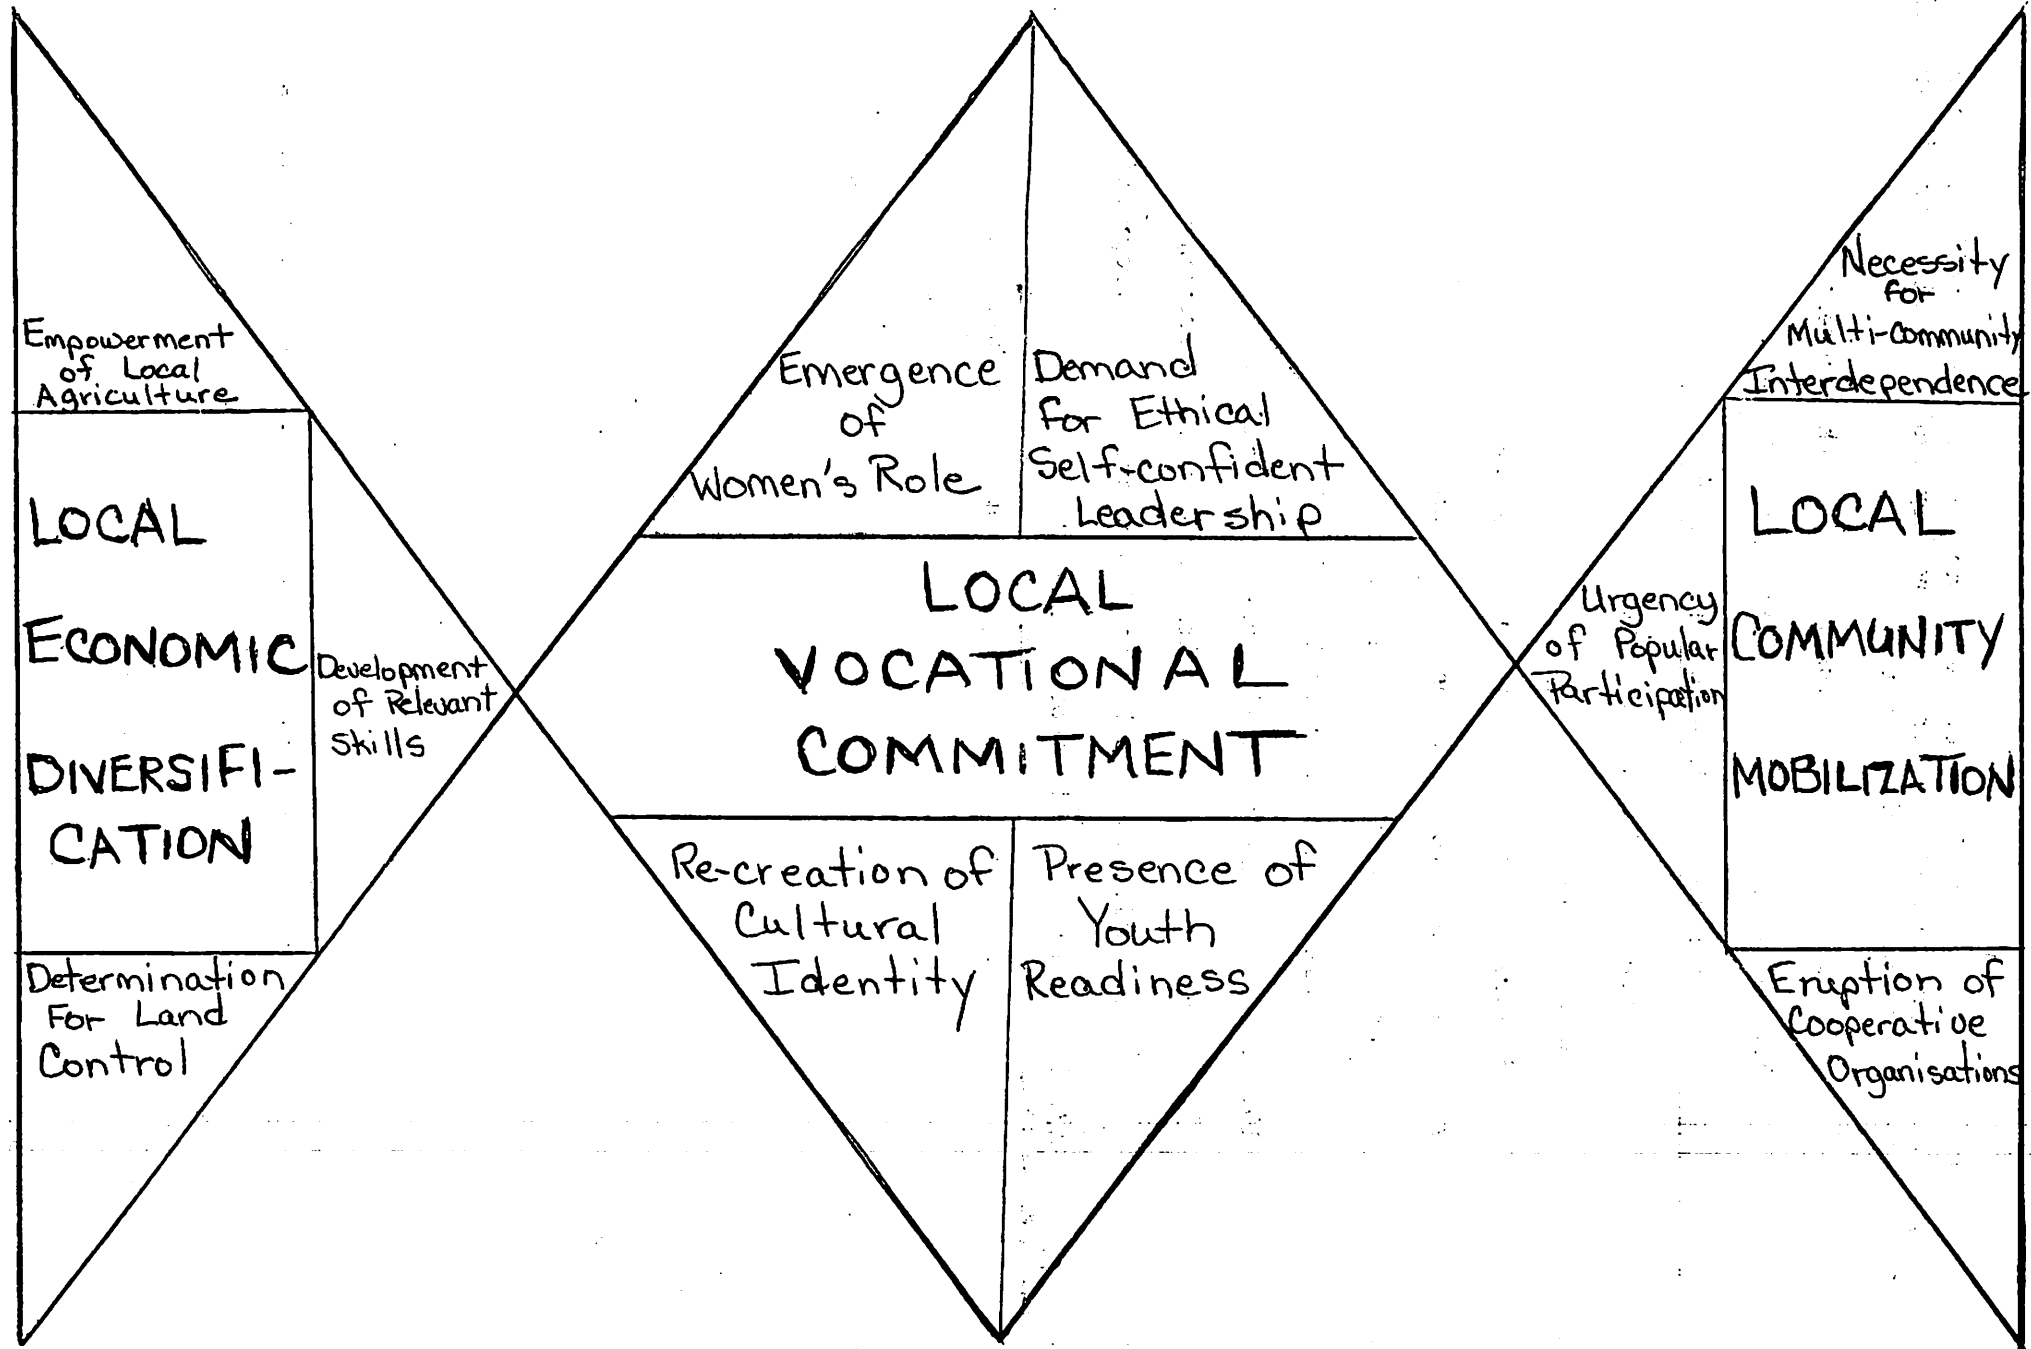 Empowerment
of Local
Agriculture
LOCAL
ECONOMIC
DIVERSIFI-
CATION
Development
of Relevant
Skills
Determination
For Land
Control
Emergence
of
Women's Role
Demand
for Ethical
Self-confident
Leadership
LOCAL
VOCATIONAL
COMMITMENT
Re-creation of
Cultural
Identity
Presence of
Youth
Readiness
Necessity
for
Multi-community
Interdependence
Urgency
of Popular
Participation
LOCAL
COMMUNITY
MOBILIZATION
Eruption of
Cooperative
Organisations